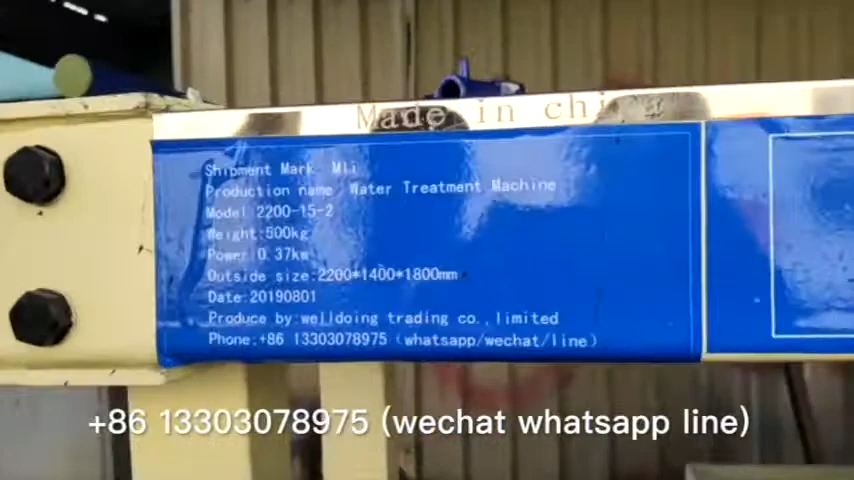 Made in china
Shipment Mark: Mli
Production name: Water Treatment Machine
Model:2200-15-2
Weight:500kg
Power:0.37kw
Outside size:2200*1400*1800mm
Date:20190801
Produce by:welldoing trading co.,limited
Phone:+86 13303078975 (whatsapp/wechat/line)
+86 13303078975 (wechat whatsapp line)